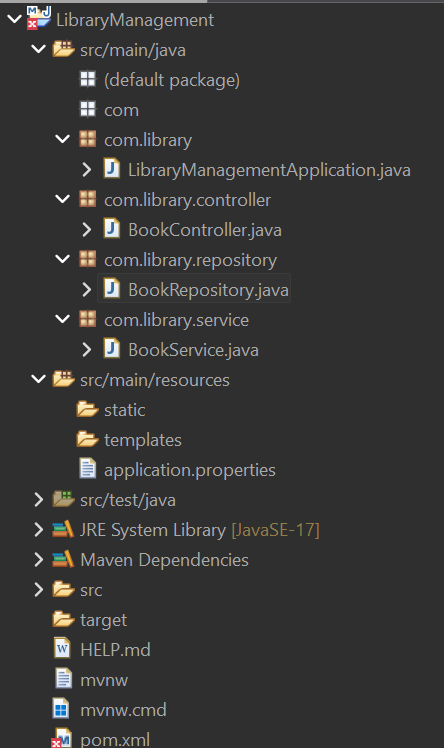 LibraryManagement
src/main/java
(default package)
com
com.library
LibraryManagementApplication.java
com.library.controller
BookController.java
com.library.repository
BookRepository.java
com.library.service
BookService.java
src/main/resources
static
templates
application.properties
src/test/java
JRE System Library [JavaSE-17]
Maven Dependencies
src
target
HELP.md
mvnw
mvnw.cmd
pom.xml